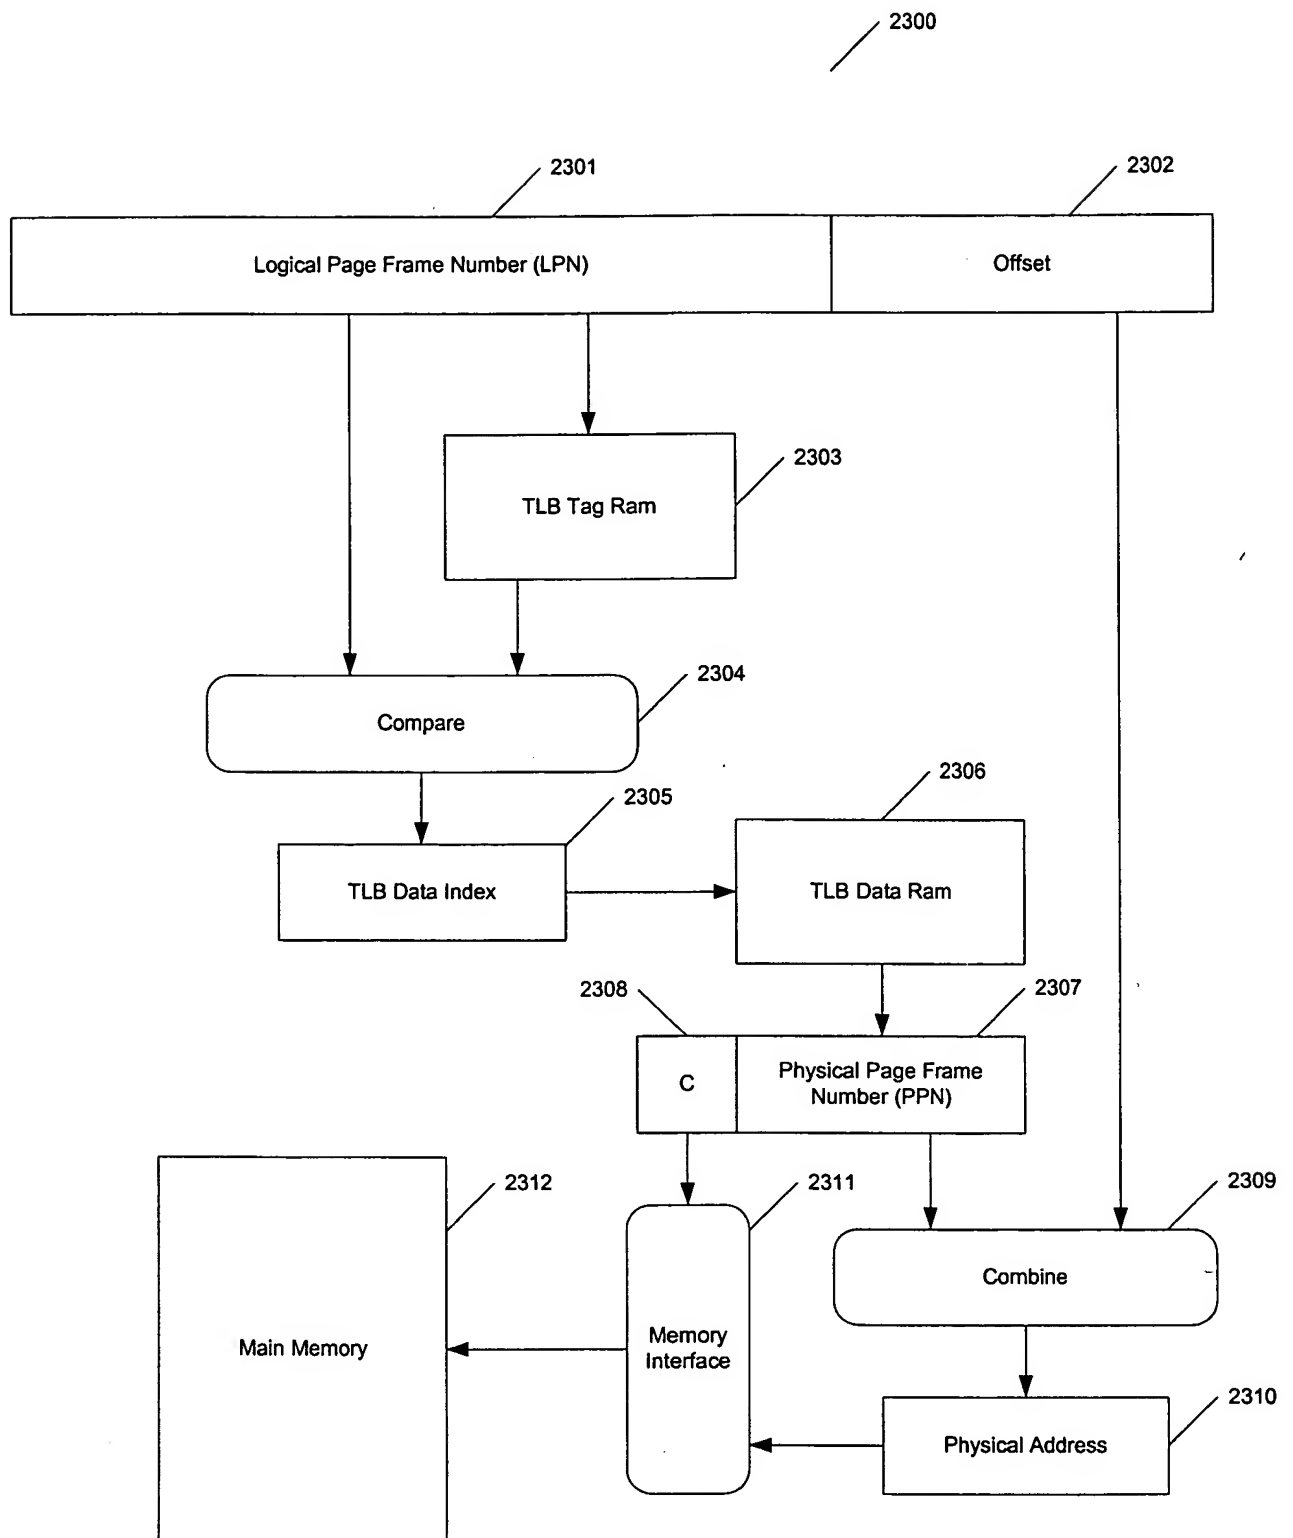 2300
2301
2302
Logical Page Frame Number (LPN)
Offset
2303
TLB Tag Ram
2304
Compare
2305
2306
TLB Data Index
TLB Data Ram
2308
2307
C
Physical Page Frame
Number (PPN)
2312
2311
2309
Combine
Main Memory
Memory
Interface
2310
Physical Address